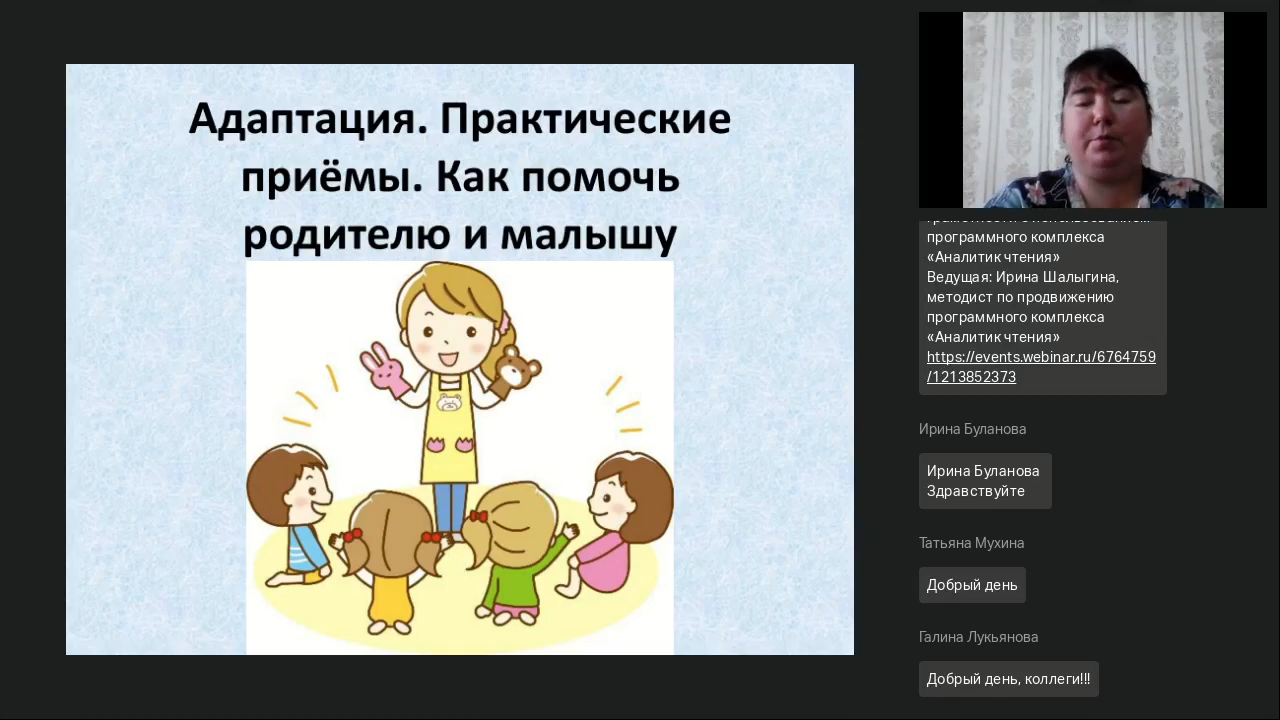 Адаптация. Практические
приёмы. Как помочь
родителю и малышу
программного комплекса
«Аналитик чтения»
Ведущая: Ирина Шалыгина,
методист по продвижению
программного комплекса
«Аналитик чтения»
https://events.webinar.ru/6764759
/1213852373
Ирина Буланова
Ирина Буланова
Здравствуйте
Татьяна Мухина
Добрый день
Галина Лукьянова
Добрый день, коллеги!!!